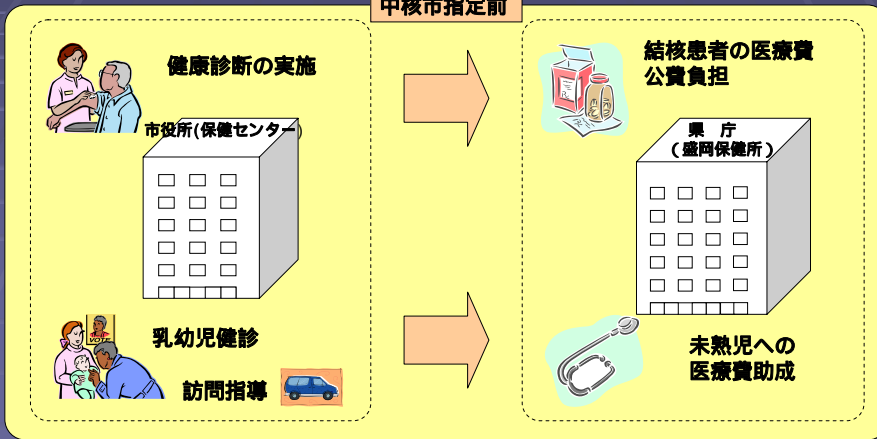 中核市指定前
健康診断の実施
市役所(保健センター)
乳幼児健診
訪問指導
VOTE
結核患者の医療費
公費負担
県　庁
(盛岡保健所)
未熟児への
医療費助成